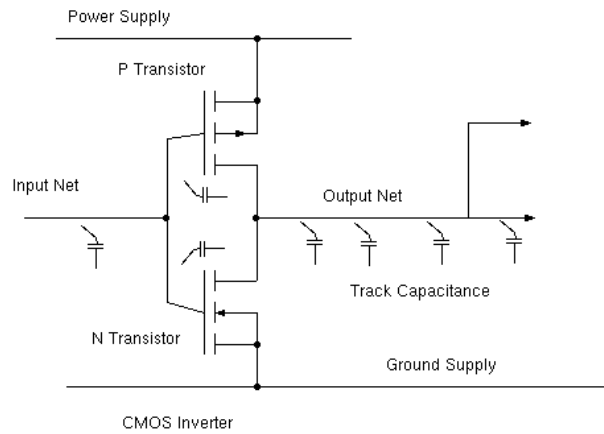 Power Supply
P Transistor
Input Net
Output Net
Track Capacitance
N Transistor
Ground Supply
CMOS Inverter